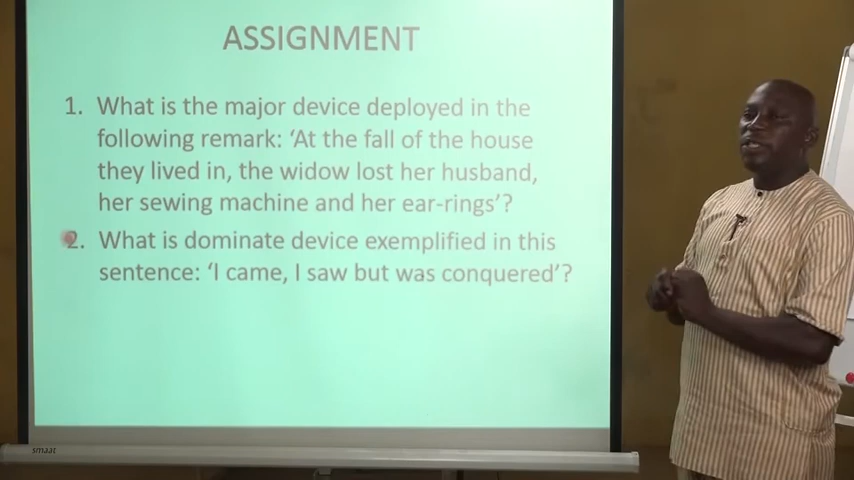 ASSIGNMENT
1. What is the major device deployed in the
following remark: ‘At the fall of the house
they lived in, the widow lost her husband,
her sewing machine and her ear-rings’?
2. What is dominate device exemplified in this
sentence: ‘I came, I saw but was conquered’?
smaat